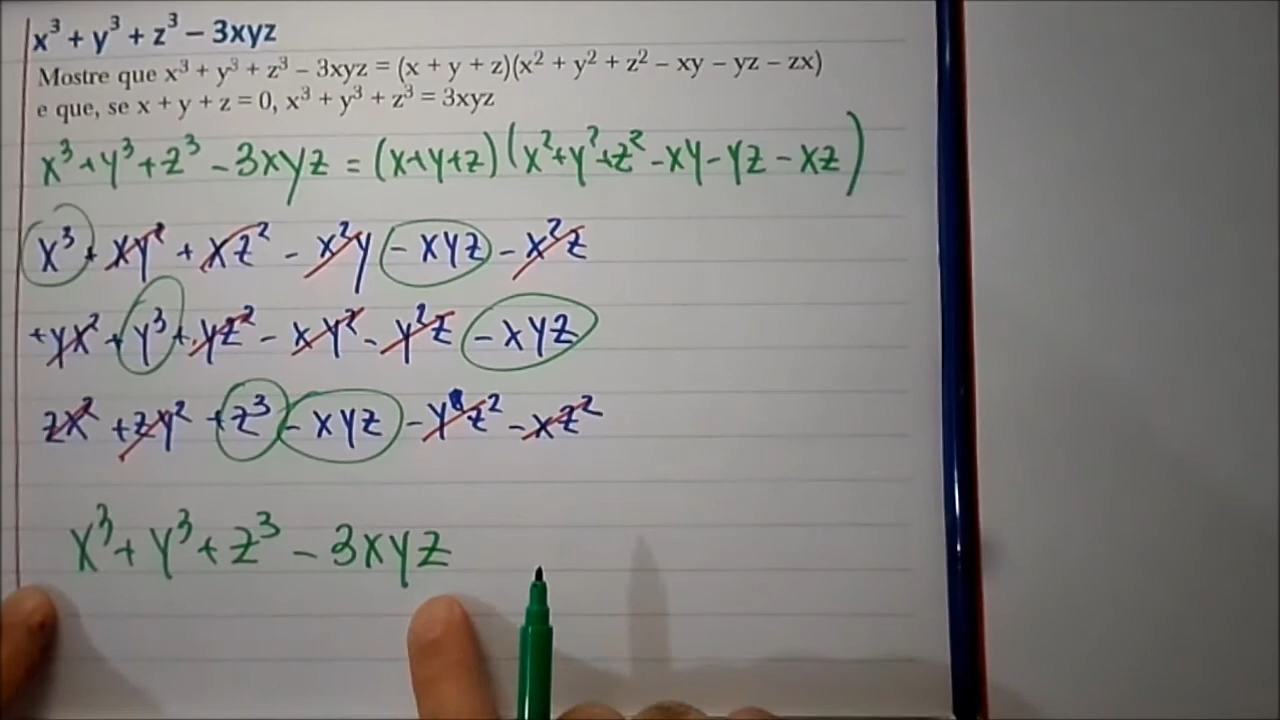 x³ + y³ + z³ – 3xyz
Mostre que x³ + y³ + z³ – 3xyz = (x + y + z)(x² + y² + z² – xy – yz – zx)
e que, se x + y + z = 0, x³ + y³ + z³ = 3xyz
x³ + y³ + z³ - 3xyz = (x+y+z) (x² + y² + z² - xy - yz - xz)
x³ + xy² + xz² - x²y - xyz - x²z
+ yx² + y³ + yz² - xy² - y²z - xyz
zx² + zy² + z³ - xyz - yz² - xz²
x³ + y³ + z³ - 3xyz